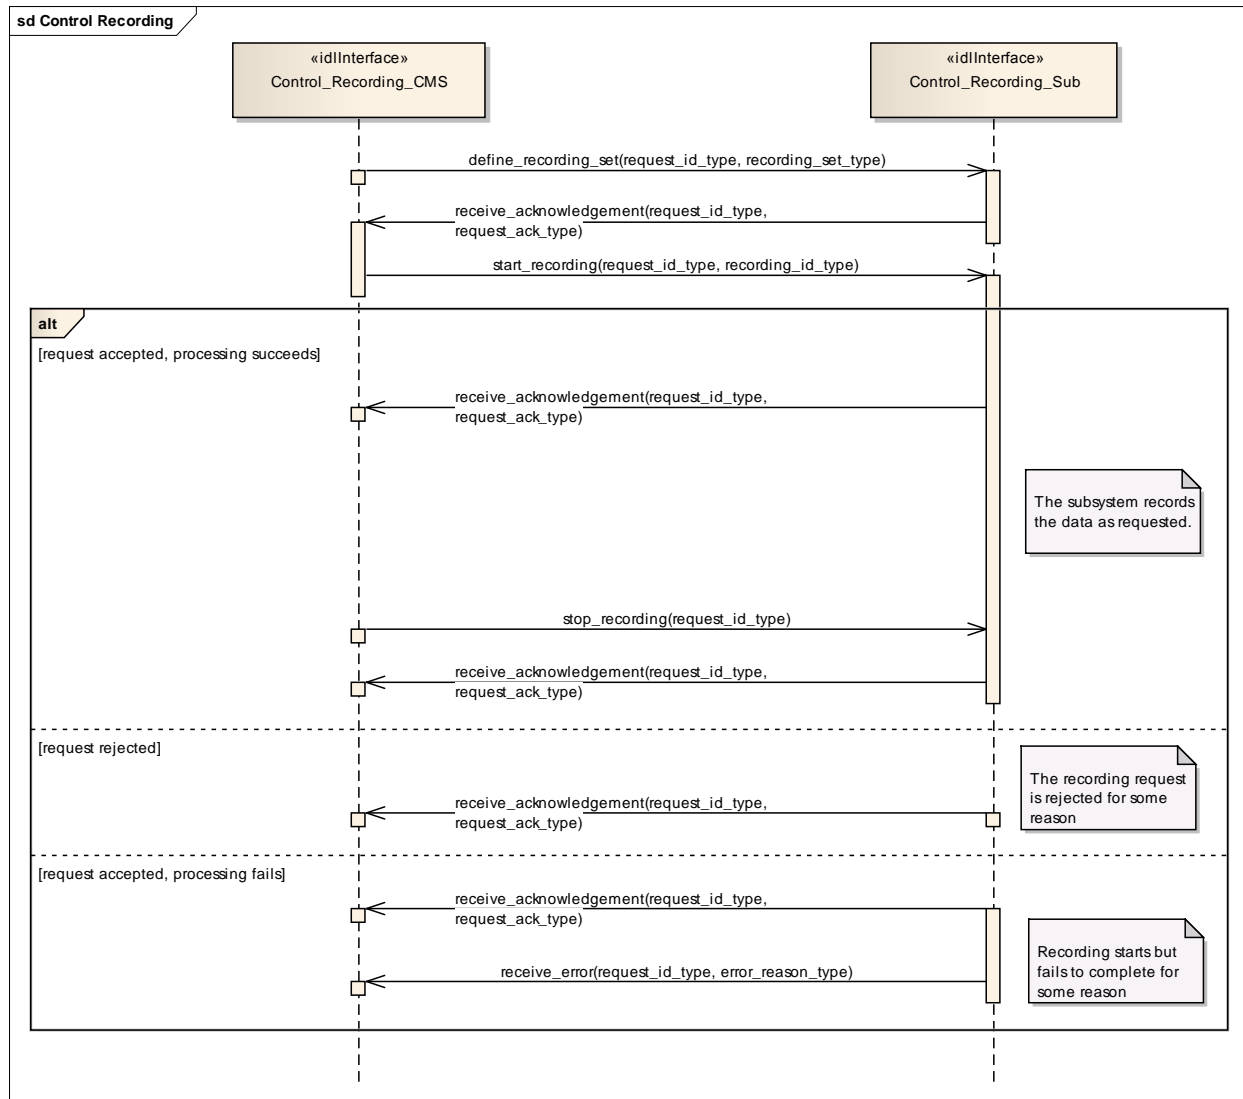 sd Control Recording
«idlInterface»
Control_Recording_CMS
«idlInterface»
Control_Recording_Sub
define_recording_set(request_id_type, recording_set_type)
receive_acknowledgement(request_id_type,
request_ack_type)
start_recording(request_id_type, recording_id_type)
alt
[request accepted, processing succeeds]
receive_acknowledgement(request_id_type,
request_ack_type)
The subsystem records
the data as requested.
stop_recording(request_id_type)
receive_acknowledgement(request_id_type,
request_ack_type)
[request rejected]
The recording request
is rejected for some
reason
receive_acknowledgement(request_id_type,
request_ack_type)
[request accepted, processing fails]
receive_acknowledgement(request_id_type,
request_ack_type)
Recording starts but
fails to complete for
some reason
receive_error(request_id_type, error_reason_type)